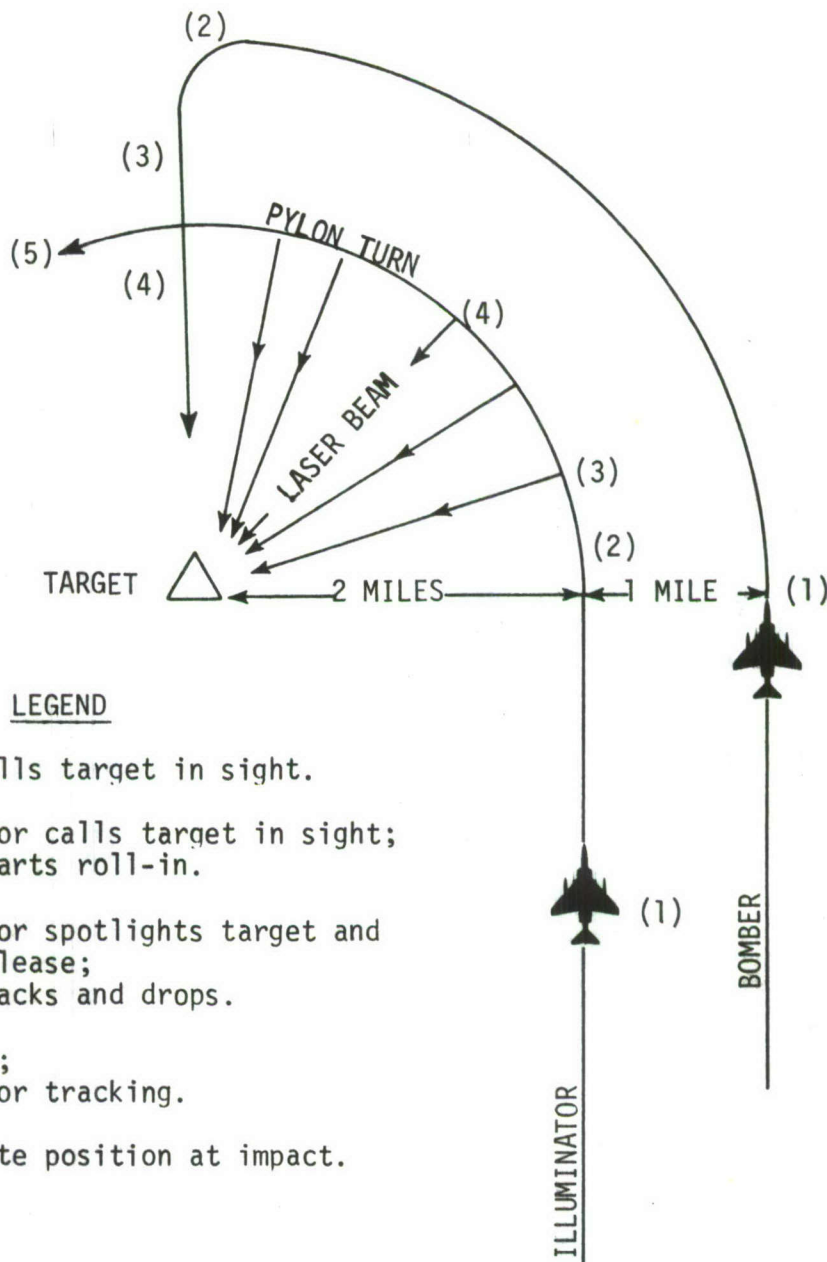 (2)
(3)
PYLON TURN
(5)
(4)
(4)
LASER BEAM
(3)
(2)
TARGET
2 MILES
1 MILE
(1)
LEGEND
lls target in sight.
or calls target in sight;
arts roll-in.
or spotlights target and
lease;
acks and drops.
;
or tracking.
te position at impact.
(1)
BOMBER
ILLUMINATOR